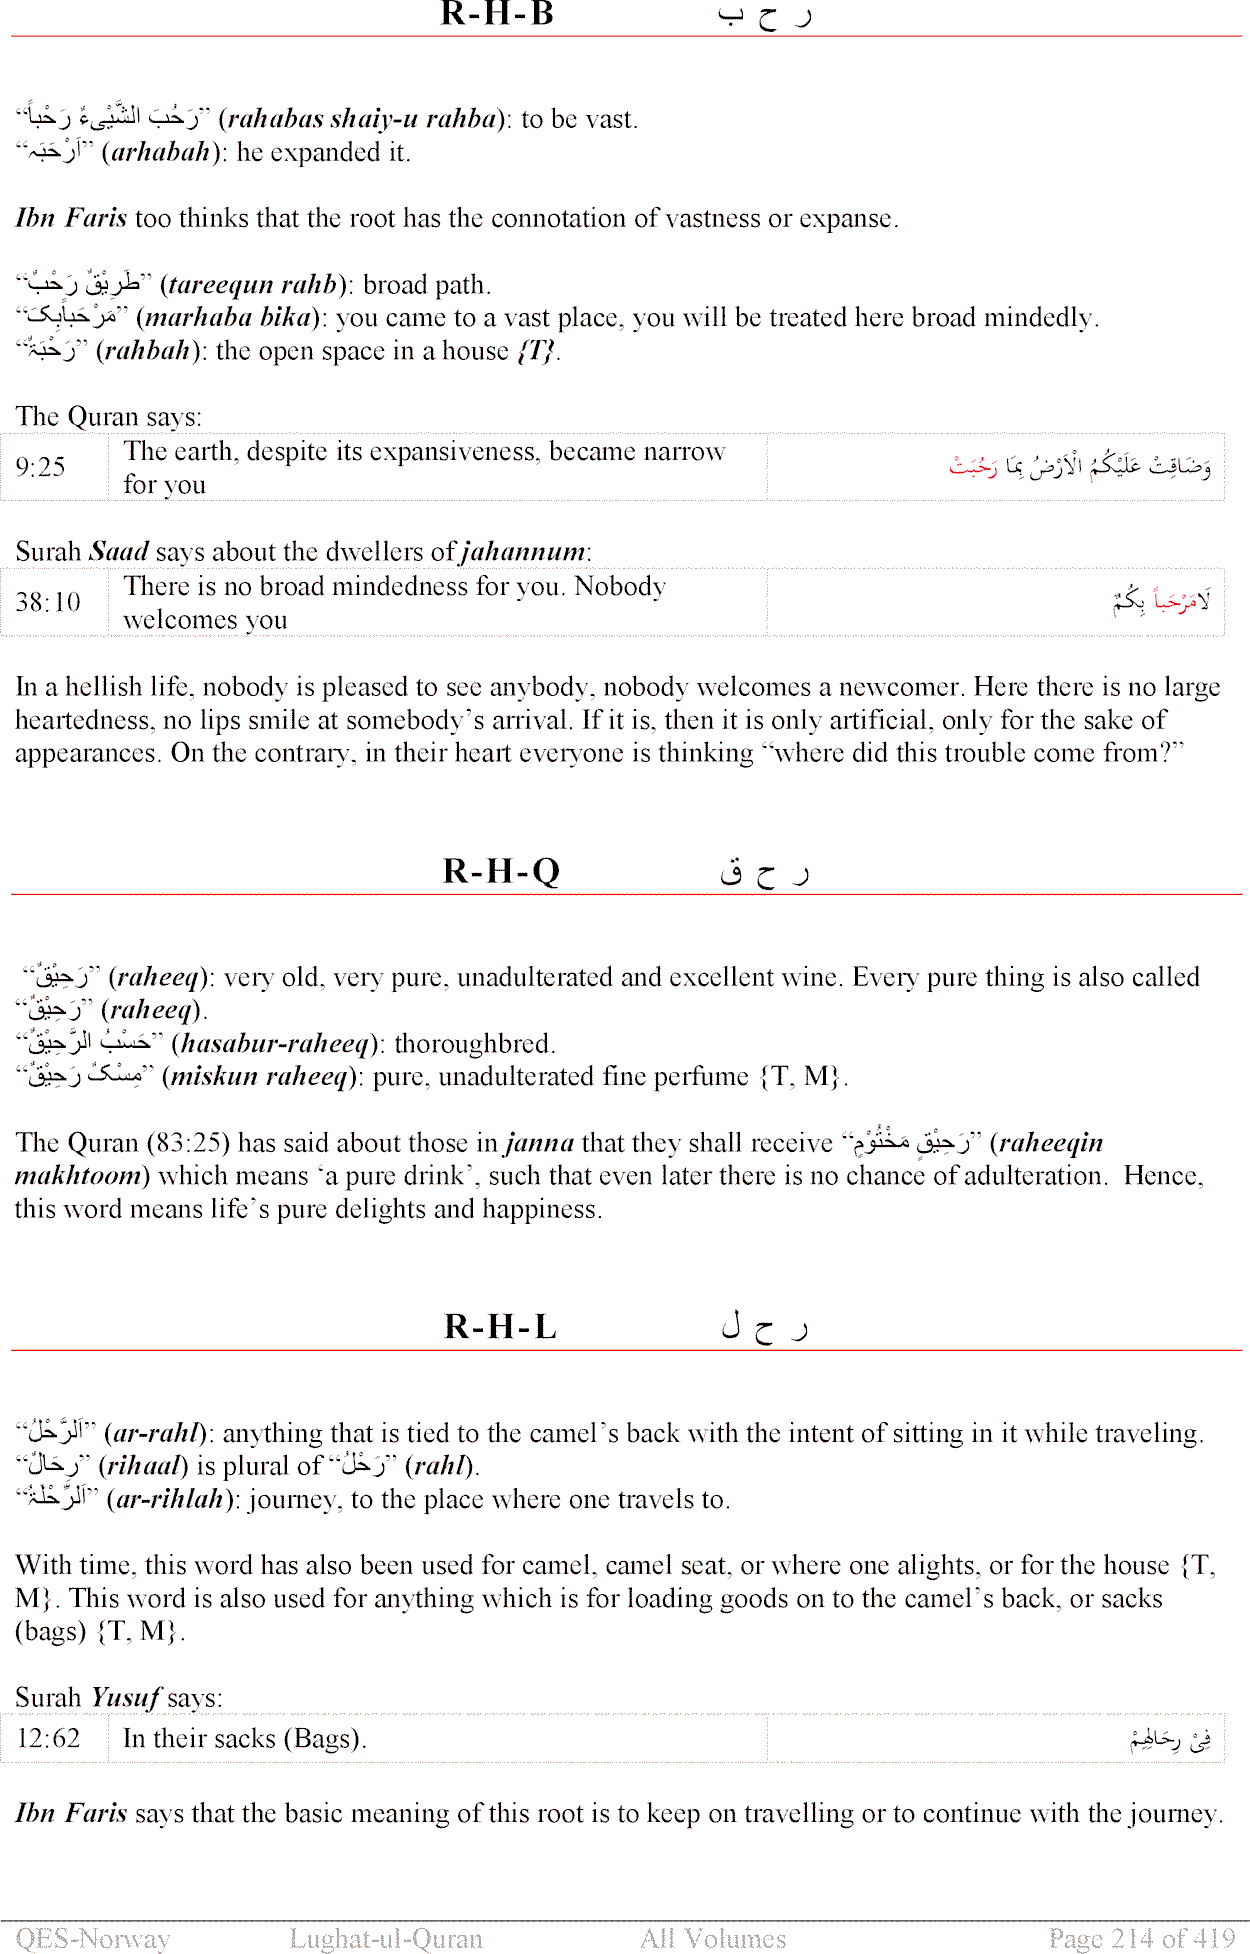 R-H-B ر ح ب
“رَحُبَ الشَّیْیءُ رَحْباً” (rahabas shaiy-u rahba): to be vast.
“اَرْحَبَہ” (arhabah): he expanded it.
Ibn Faris too thinks that the root has the connotation of vastness or expanse.
“طَرِیْقٌ رَحْبٌ” (tareequn rahb): broad path.
“مَرْحَباًبِکَ” (marhaba bika): you came to a vast place, you will be treated here broad mindedly.
“رَحْبَۃٌ” (rahbah): the open space in a house {T}.
The Quran says:
9:25 The earth, despite its expansiveness, became narrow for you وَضَاقِتْ عَلَیْکُمُ الْاَرْضُ بِمَا رَحُبَتْ
Surah Saad says about the dwellers of jahannum:
38:10 There is no broad mindedness for you. Nobody welcomes you لَامَرْحَباً بِکُمْ
In a hellish life, nobody is pleased to see anybody, nobody welcomes a newcomer. Here there is no large
heartedness, no lips smile at somebody’s arrival. If it is, then it is only artificial, only for the sake of
appearances. On the contrary, in their heart everyone is thinking “where did this trouble come from?”
R-H-Q ر ح ق
“رَحِیْقٌ” (raheeq): very old, very pure, unadulterated and excellent wine. Every pure thing is also called
“رَحِیْقٌ” (raheeq).
“حَسْبُ الرَّحِیْقٌ” (hasabur-raheeq): thoroughbred.
“مِسْکٌ رَحِیْقٌ” (miskun raheeq): pure, unadulterated fine perfume {T, M}.
The Quran (83:25) has said about those in janna that they shall receive “رَحِیْقٍ مَخْتُوْمٍ” (raheeqin
makhtoom) which means ‘a pure drink’, such that even later there is no chance of adulteration. Hence,
this word means life’s pure delights and happiness.
R-H-L ر ح ل
“اَلرَّحْلُ” (ar-rahl): anything that is tied to the camel’s back with the intent of sitting in it while traveling.
“رِحَالٌ” (rihaal) is plural of “رَحْلُ” (rahl).
“اَلرَّحْلَۃُ” (ar-rihlah): journey, to the place where one travels to.
With time, this word has also been used for camel, camel seat, or where one alights, or for the house {T,
M}. This word is also used for anything which is for loading goods on to the camel’s back, or sacks
(bags) {T, M}.
Surah Yusuf says:
12:62 In their sacks (Bags). فِیْ رِحَالِھِمْ
Ibn Faris says that the basic meaning of this root is to keep on travelling or to continue with the journey.
QES-Norway Lughat-ul-Quran All Volumes Page 214 of 419